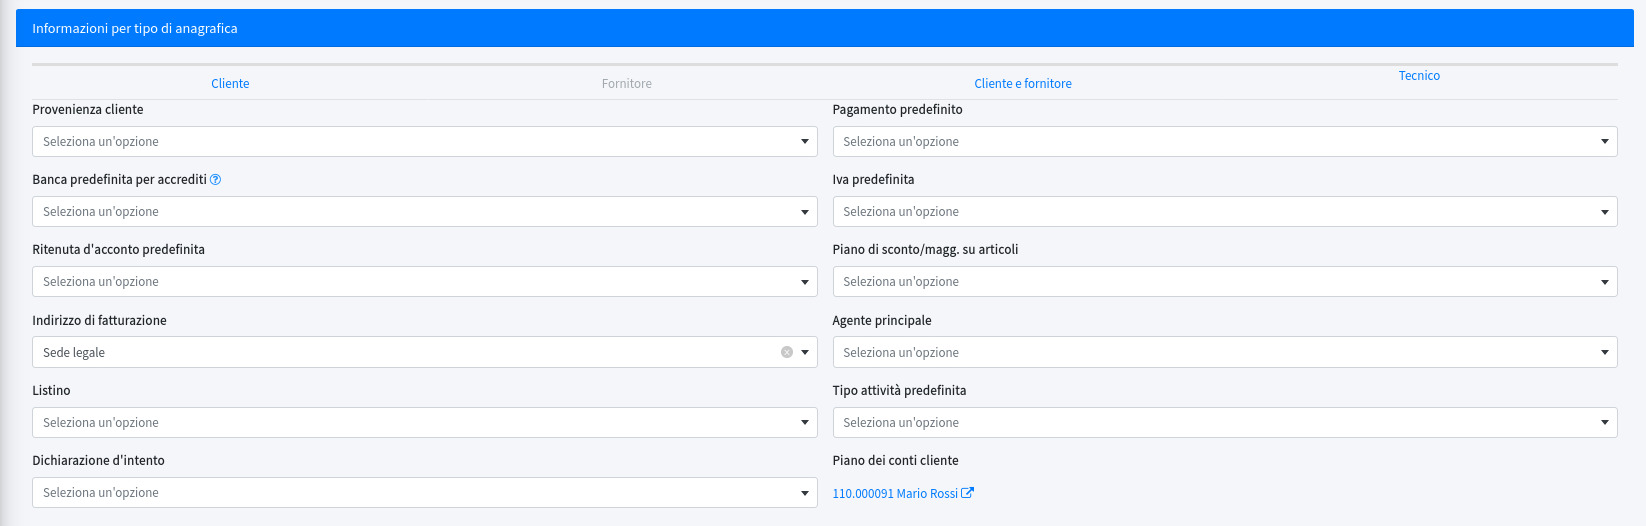 Informazioni per tipo di anagrafica
Cliente
Fornitore
Cliente e fornitore
Tecnico
Provenienza cliente
Pagamento predefinito
Seleziona un'opzione
Seleziona un'opzione
Banca predefinita per accrediti
Iva predefinita
Seleziona un'opzione
Seleziona un'opzione
Ritenuta d'acconto predefinita
Piano di sconto/magg. su articoli
Seleziona un'opzione
Seleziona un'opzione
Indirizzo di fatturazione
Agente principale
Sede legale
Seleziona un'opzione
Listino
Tipo attività predefinita
Seleziona un'opzione
Seleziona un'opzione
Dichiarazione d'intento
Piano dei conti cliente
Seleziona un'opzione
110.000091 Mario Rossi